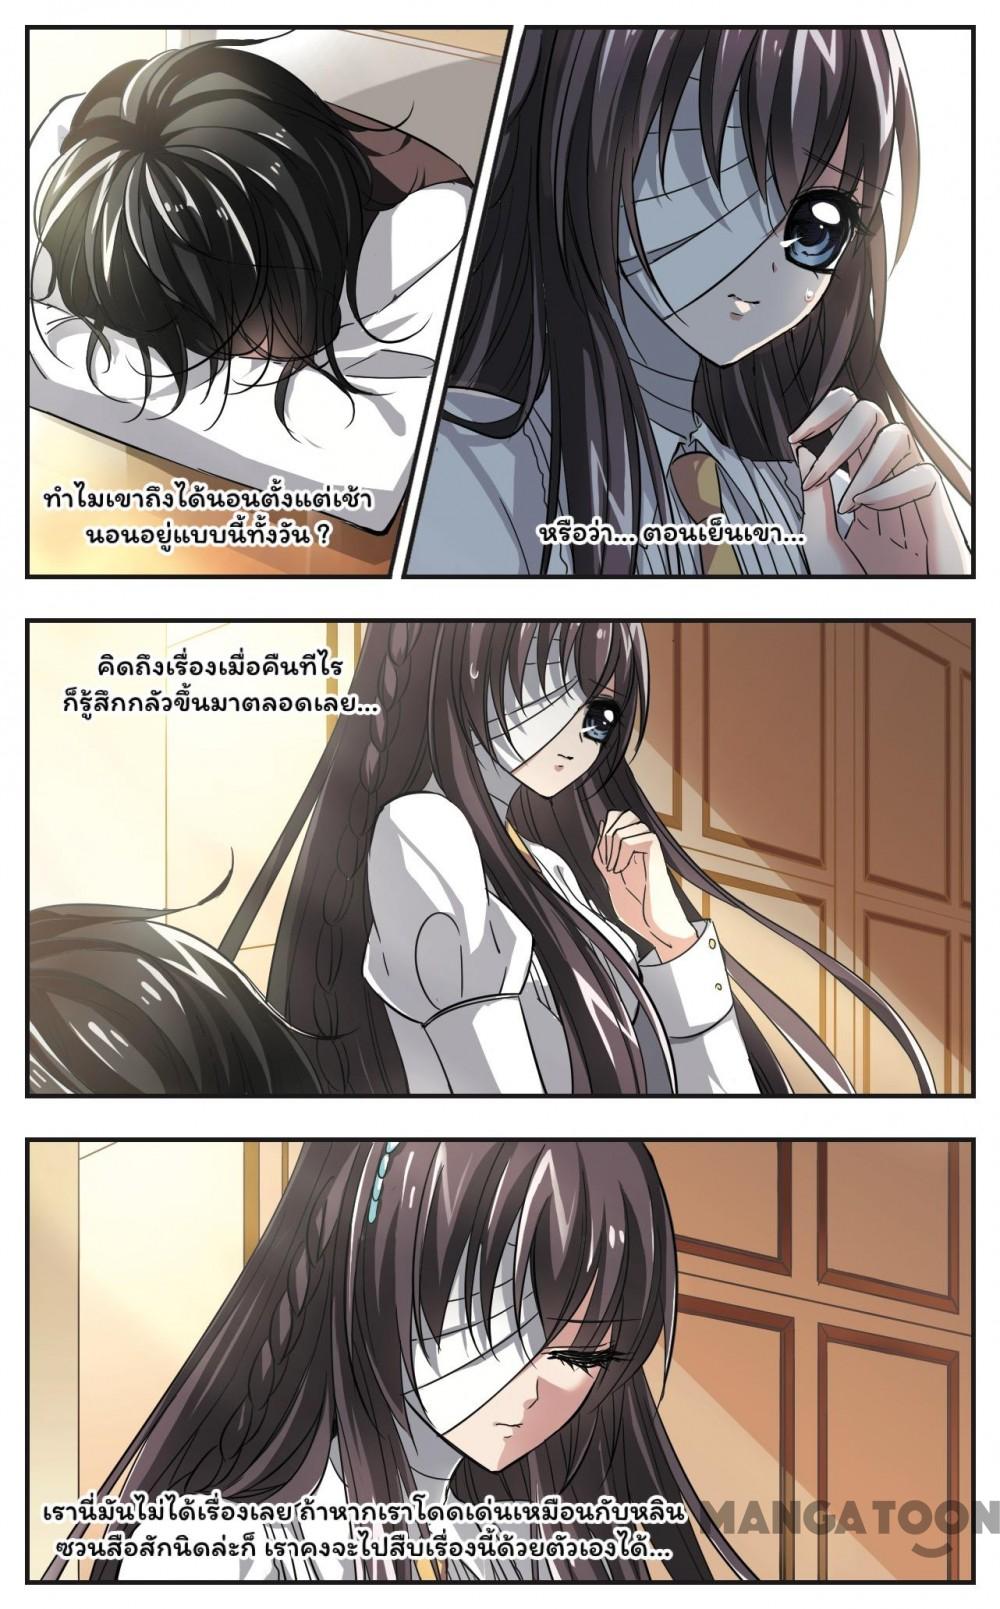 ทำไมเขาถึงได้นอนตั้งแต่เช้า
นอนอยู่แบบนี้ทั้งวัน ?
หรือว่า... ตอนเย็นเขา...
คิดถึงเรื่องเมื่อคืนทีไร
ก็รู้สึกกลัวขึ้นมาตลอดเลย...
เรานี่มันไม่ได้เรื่องเลย ถ้าหากเราโดดเด่นเหมือนกับหลิน
ซวนสือสักนิดล่ะก็ เราคงจะไปสืบเรื่องนี้ด้วยตัวเองได้...
MANGATOON